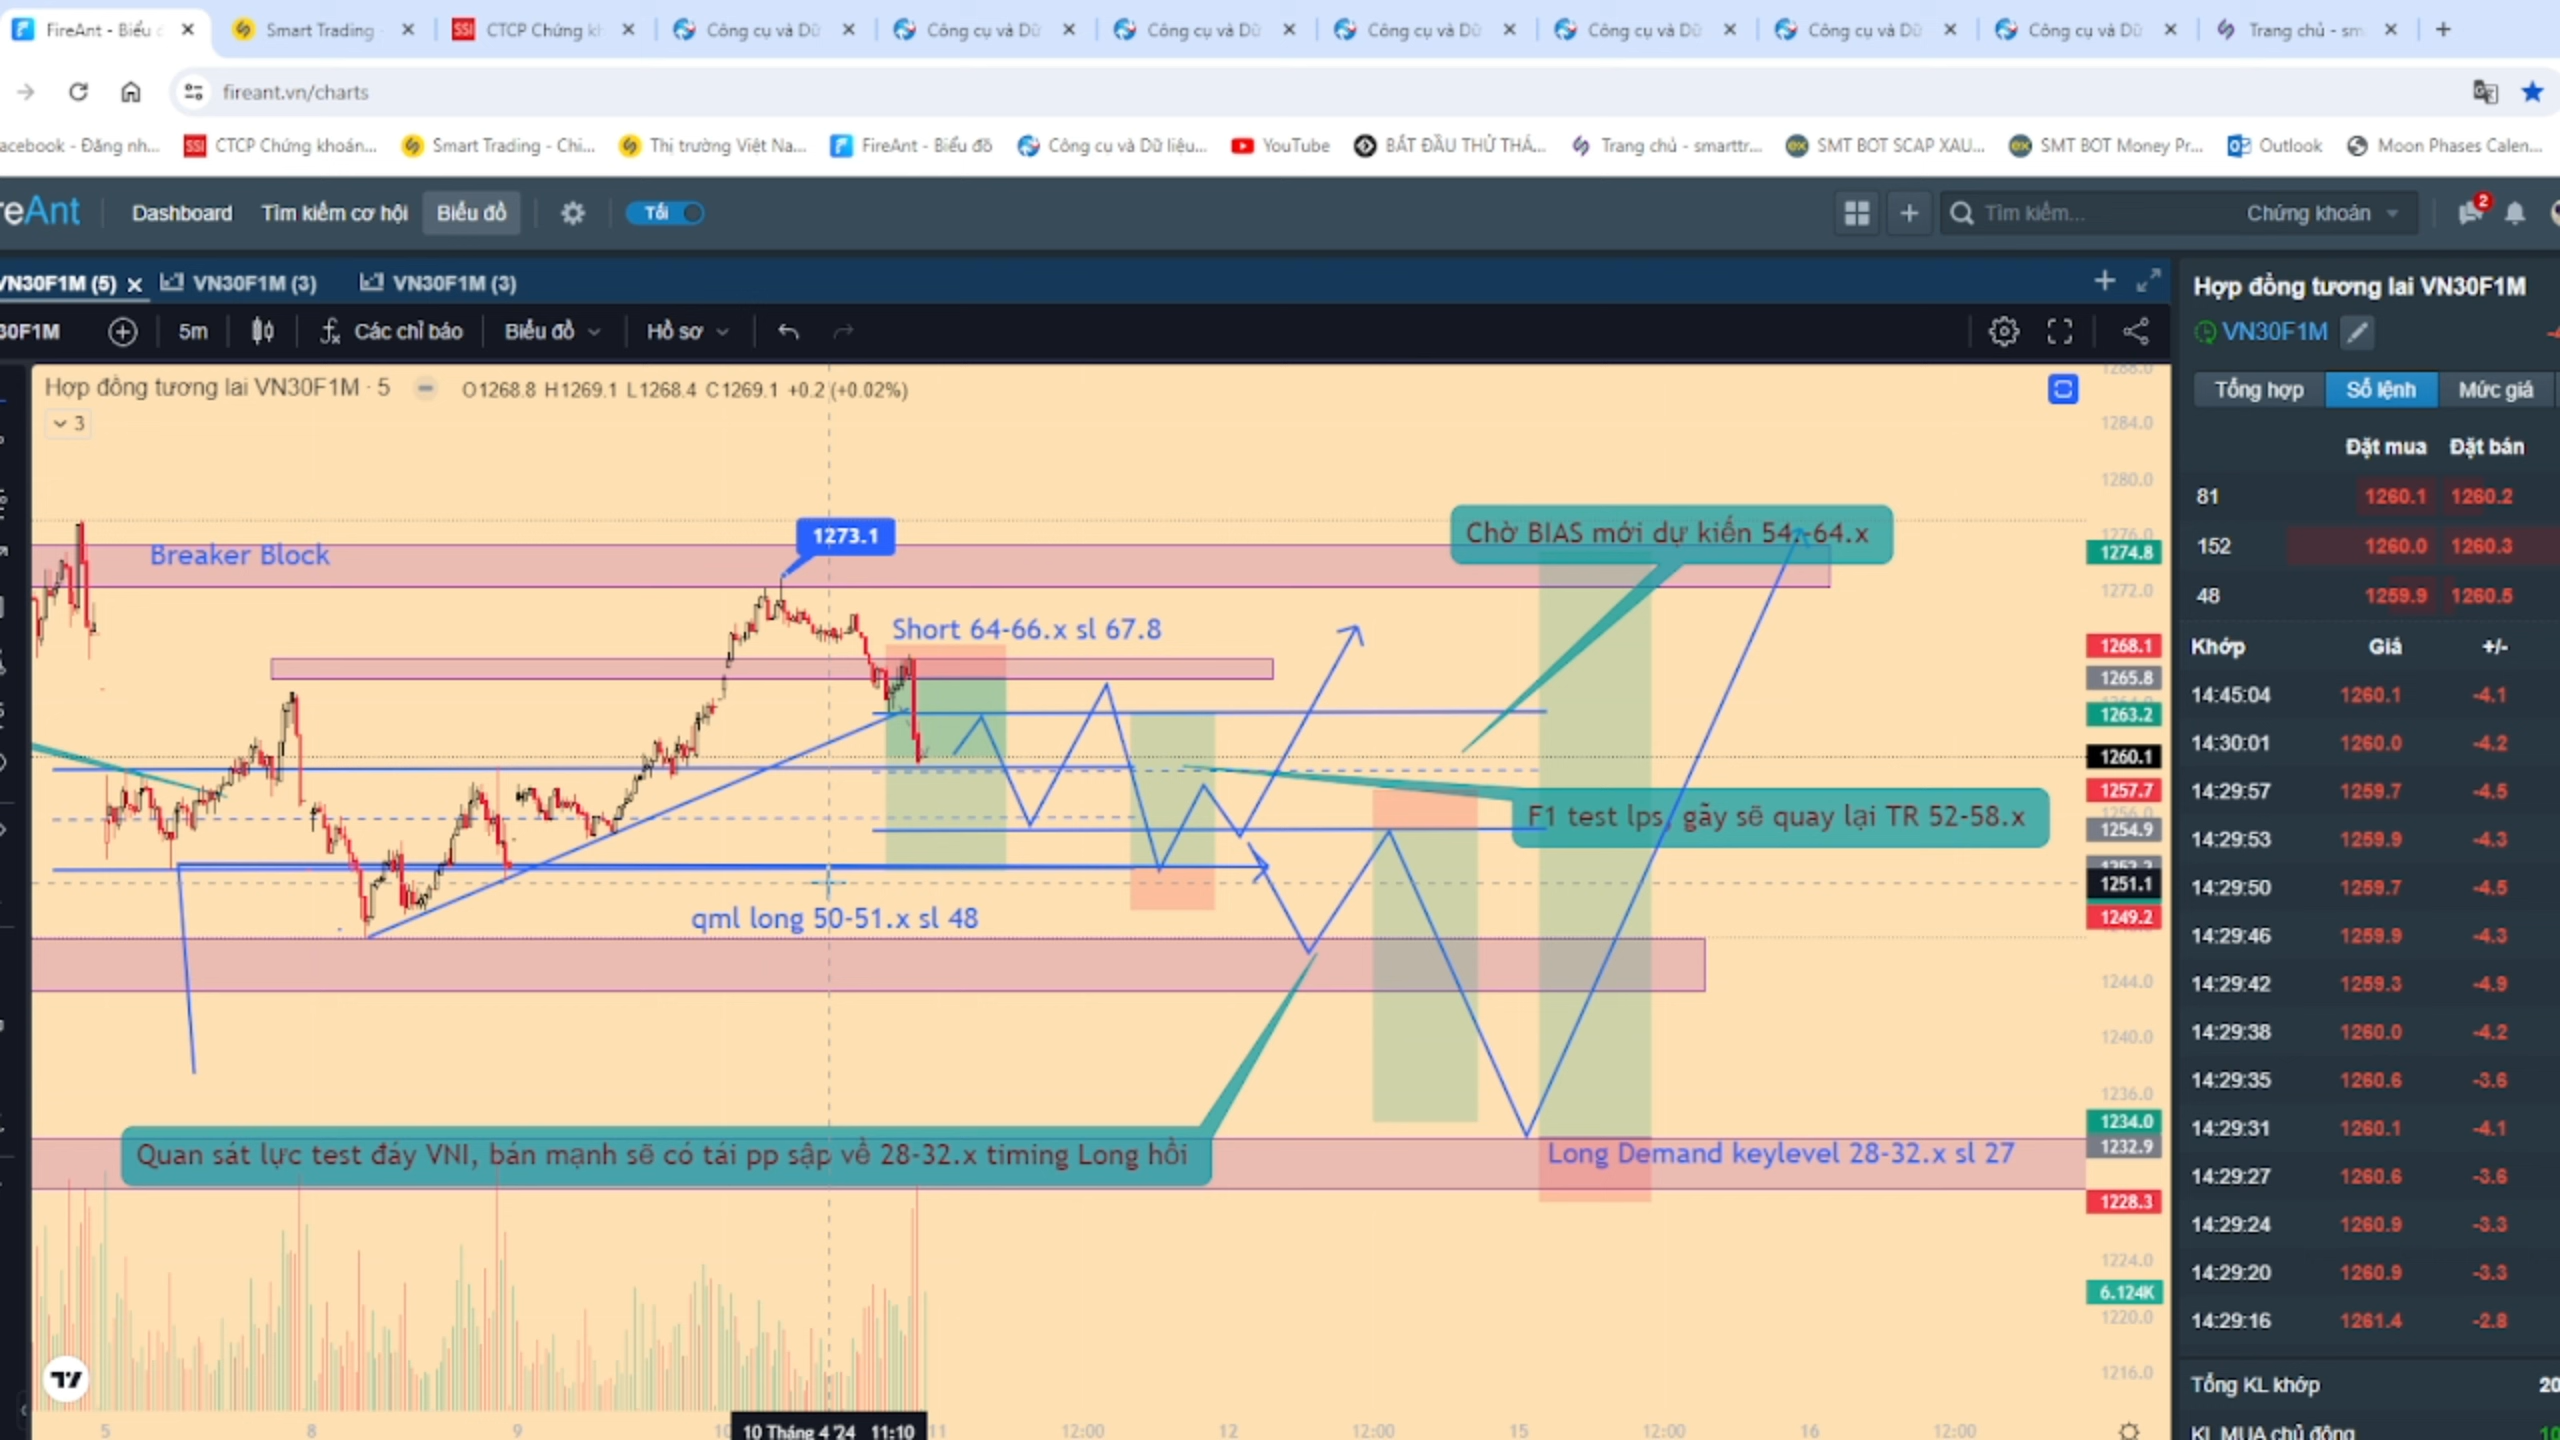 FireAnt - Biểu đ
Smart Trading -
CTCP Chứng kh
Công cụ và Dữ
Công cụ và Dữ
Công cụ và Dữ
Công cụ và Dữ
Công cụ và Dữ
Công cụ và Dữ
Công cụ và Dữ
Trang chủ - sm
fireant.vn/charts
acebook - Đăng nh...
SSI CTCP Chứng khoán...
Smart Trading - Chi...
Thị trường Việt Na...
FireAnt - Biểu đồ
Công cụ và Dữ liệu...
YouTube
BẮT ĐẦU THỬ THÁ...
Trang chủ - smarttr...
SMT BOT SCAP XAU...
SMT BOT Money Pr...
Outlook
Moon Phases Calen...
reAnt Dashboard Tìm kiếm cơ hội Biểu đồ Tối Tìm kiếm... Chứng khoán 2
VN30F1M (5) VN30F1M (3) VN30F1M (3)
30F1M 5m Các chỉ báo Biểu đồ Hồ sơ
Hợp đồng tương lai VN30F1M · 5 O1268.8 H1269.1 L1268.4 C1269.1 +0.2 (+0.02%)
3
Breaker Block
1273.1
Chờ BIAS mới dự kiến 54.-64.x
Short 64-66.x sl 67.8
F1 test lps, gãy sẽ quay lại TR 52-58.x
qml long 50-51.x sl 48
Quan sát lực test đáy VNI, bán mạnh sẽ có tái pp sập về 28-32.x timing Long hồi
Long Demand keylevel 28-32.x sl 27
1288.0
1284.0
1280.0
1276.0
1274.8
1272.0
1268.1
1265.8
1263.2
1260.1
1257.7
1256.0
1254.9
1251.1
1249.2
1244.0
1240.0
1236.0
1234.0
1232.9
1228.3
1224.0
6.124K
1220.0
1216.0
5 8 9 10 10 Tháng 4 '24 11:10 11 12:00 12 12:00 15 12:00 16 12:00
Hợp đồng tương lai VN30F1M
VN30F1M
Tổng hợp Sổ lệnh Mức giá
Đặt mua Đặt bán
81 1260.1 1260.2
152 1260.0 1260.3
48 1259.9 1260.5
Khớp Giá +/-
14:45:04 1260.1 -4.1
14:30:01 1260.0 -4.2
14:29:57 1259.7 -4.5
14:29:53 1259.9 -4.3
14:29:50 1259.7 -4.5
14:29:46 1259.9 -4.3
14:29:42 1259.3 -4.9
14:29:38 1260.0 -4.2
14:29:35 1260.6 -3.6
14:29:31 1260.1 -4.1
14:29:27 1260.6 -3.6
14:29:24 1260.9 -3.3
14:29:20 1260.9 -3.3
14:29:16 1261.4 -2.8
Tổng KL khớp 20
KL MUA chủ động 10